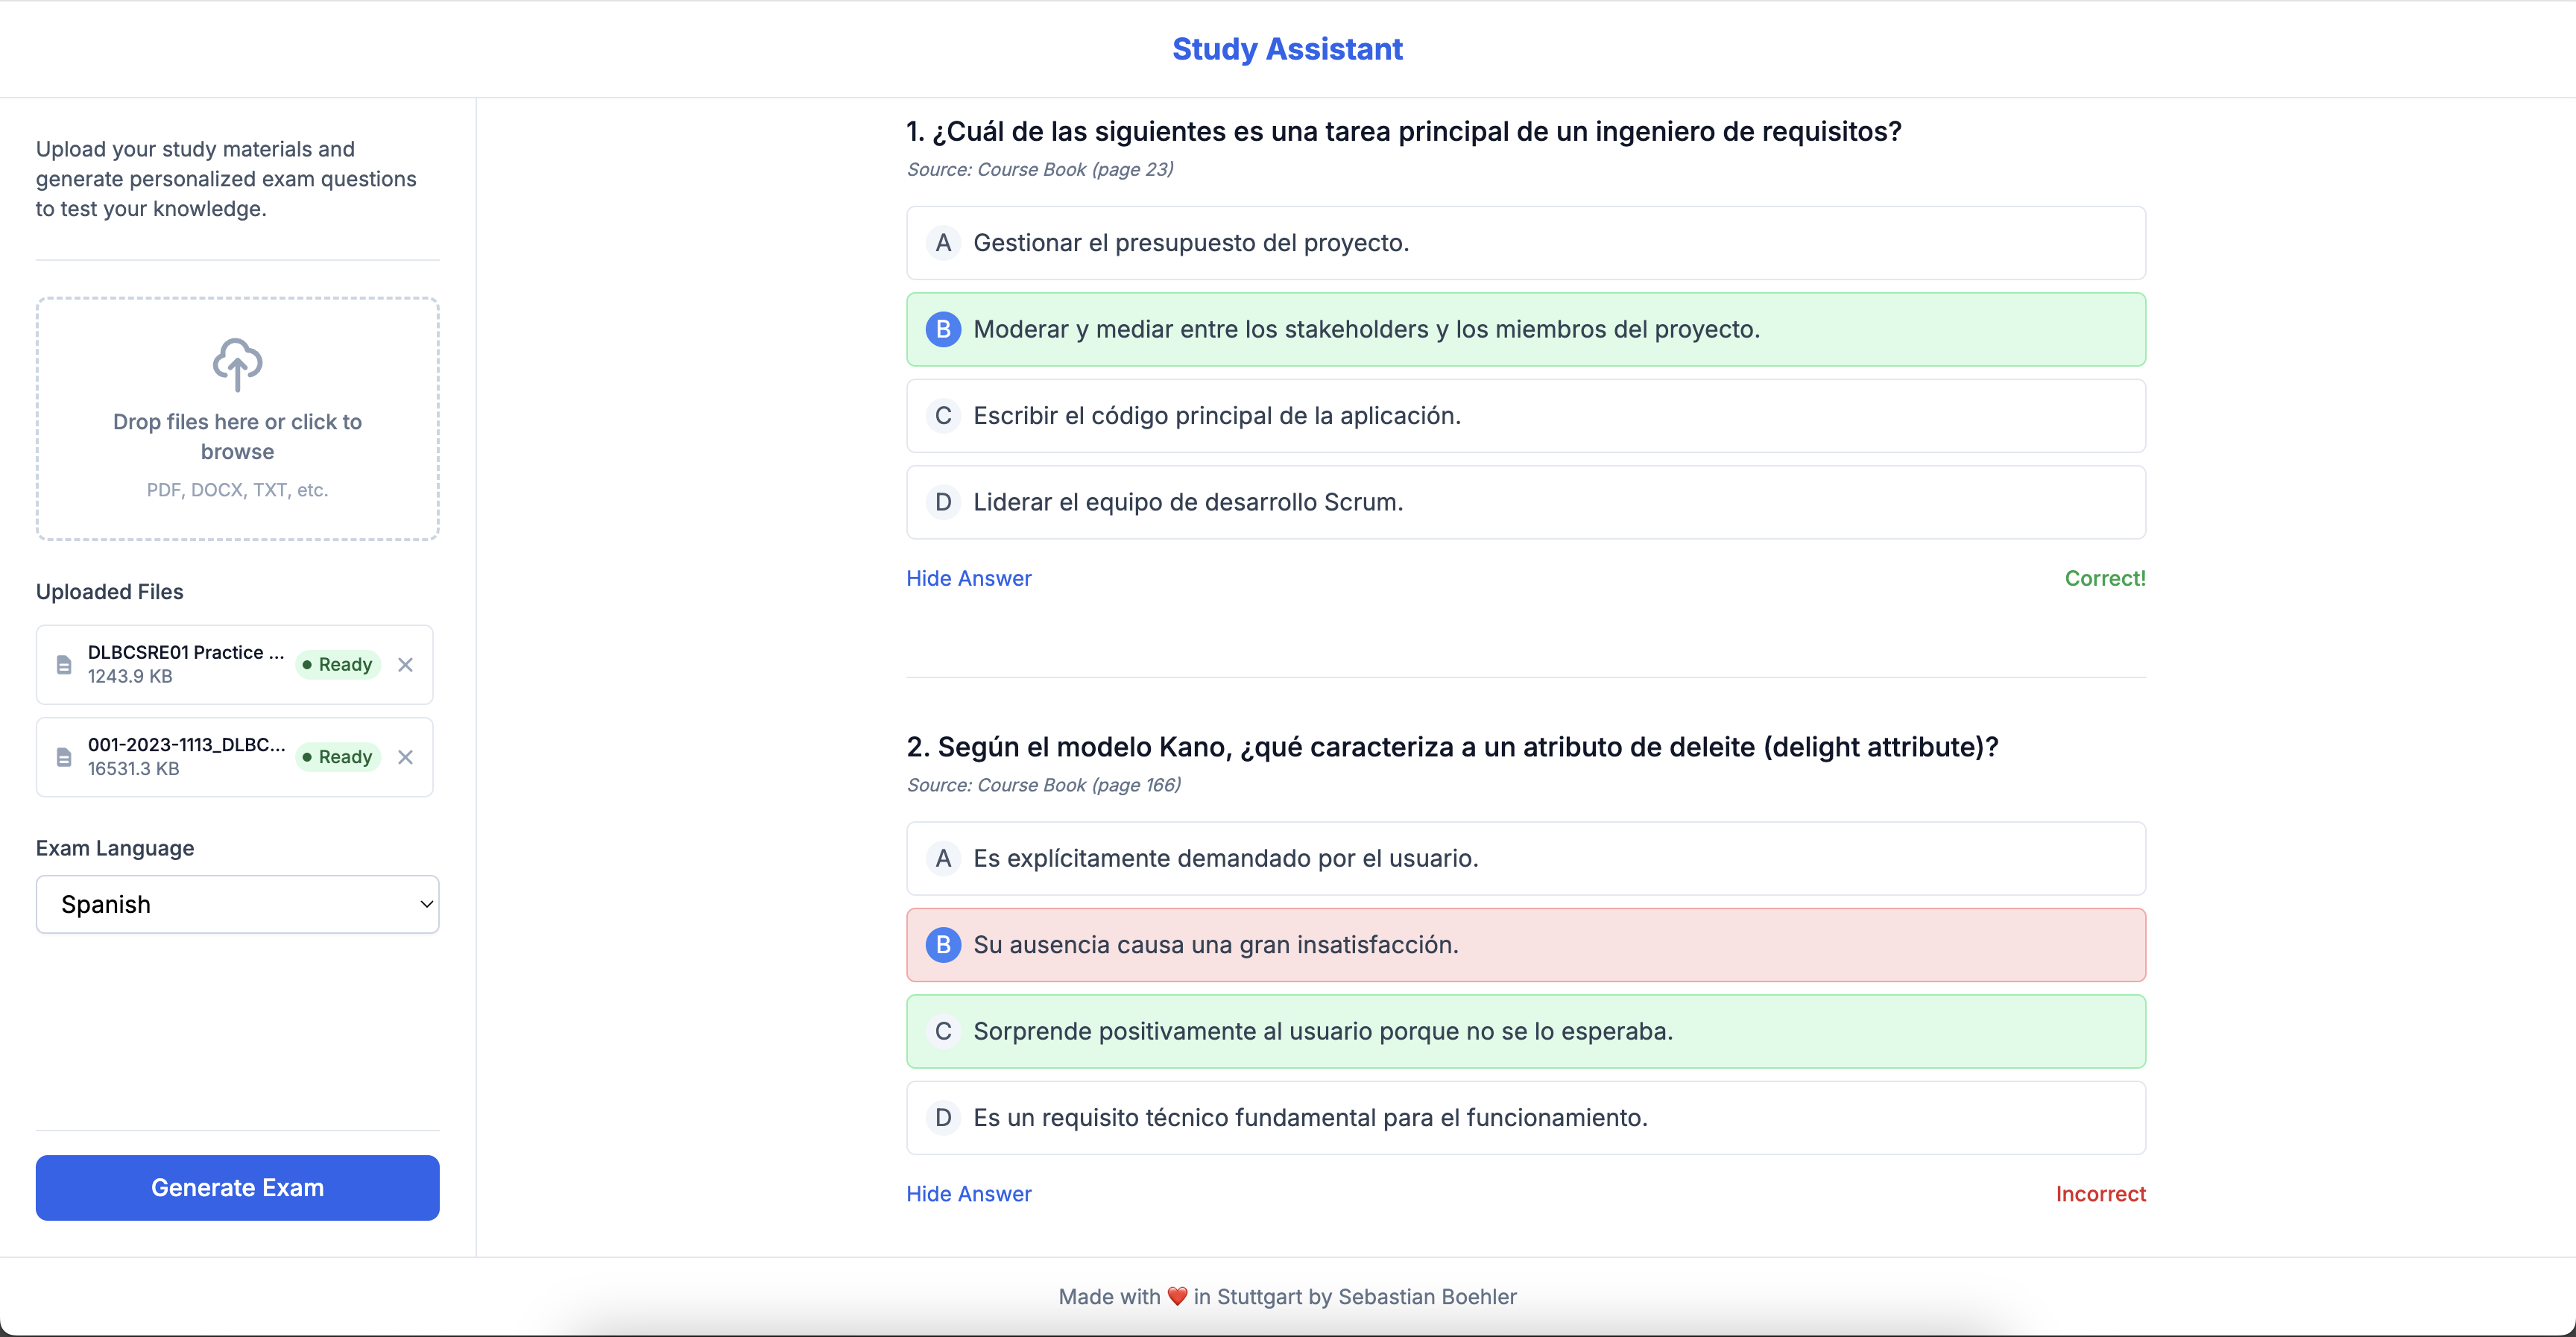 Study Assistant
Upload your study materials and
generate personalized exam questions
to test your knowledge.
Drop files here or click to
browse
PDF, DOCX, TXT, etc.
Uploaded Files
DLBCSRE01 Practice ...
1243.9 KB
Ready
001-2023-1113_DLBC...
16531.3 KB
Ready
Exam Language
Spanish
Generate Exam
1. ¿Cuál de las siguientes es una tarea principal de un ingeniero de requisitos?
Source: Course Book (page 23)
A Gestionar el presupuesto del proyecto.
B Moderar y mediar entre los stakeholders y los miembros del proyecto.
C Escribir el código principal de la aplicación.
D Liderar el equipo de desarrollo Scrum.
Hide Answer
Correct!
2. Según el modelo Kano, ¿qué caracteriza a un atributo de deleite (delight attribute)?
Source: Course Book (page 166)
A Es explícitamente demandado por el usuario.
B Su ausencia causa una gran insatisfacción.
C Sorprende positivamente al usuario porque no se lo esperaba.
D Es un requisito técnico fundamental para el funcionamiento.
Hide Answer
Incorrect
Made with ❤️ in Stuttgart by Sebastian Boehler